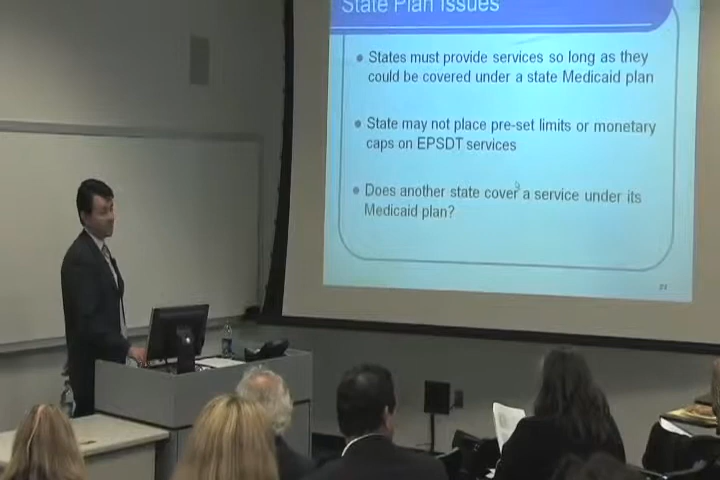 State Plan Issues
States must provide services so long as they
could be covered under a state Medicaid plan
State may not place pre-set limits or monetary
caps on EPSDT services
Does another state cover a service under its
Medicaid plan?